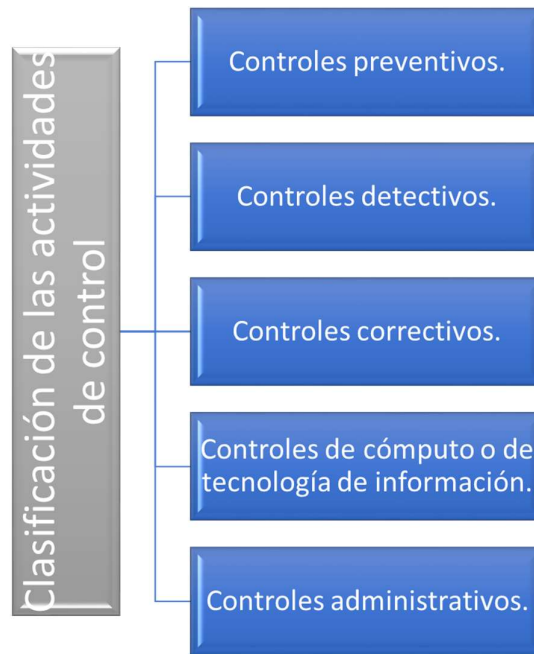 Clasificación de las actividades
de control
Controles preventivos.
Controles detectivos.
Controles correctivos.
Controles de cómputo o de
tecnología de información.
Controles administrativos.